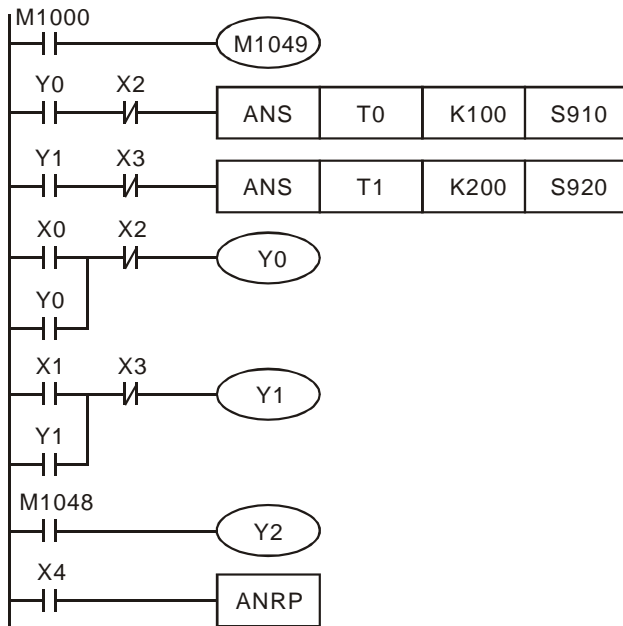 M1000
M1049
Y0 X2
ANS T0 K100 S910
Y1 X3
ANS T1 K200 S920
X0 X2
Y0
Y0
X1 X3
Y1
Y1
M1048
Y2
X4
ANRP